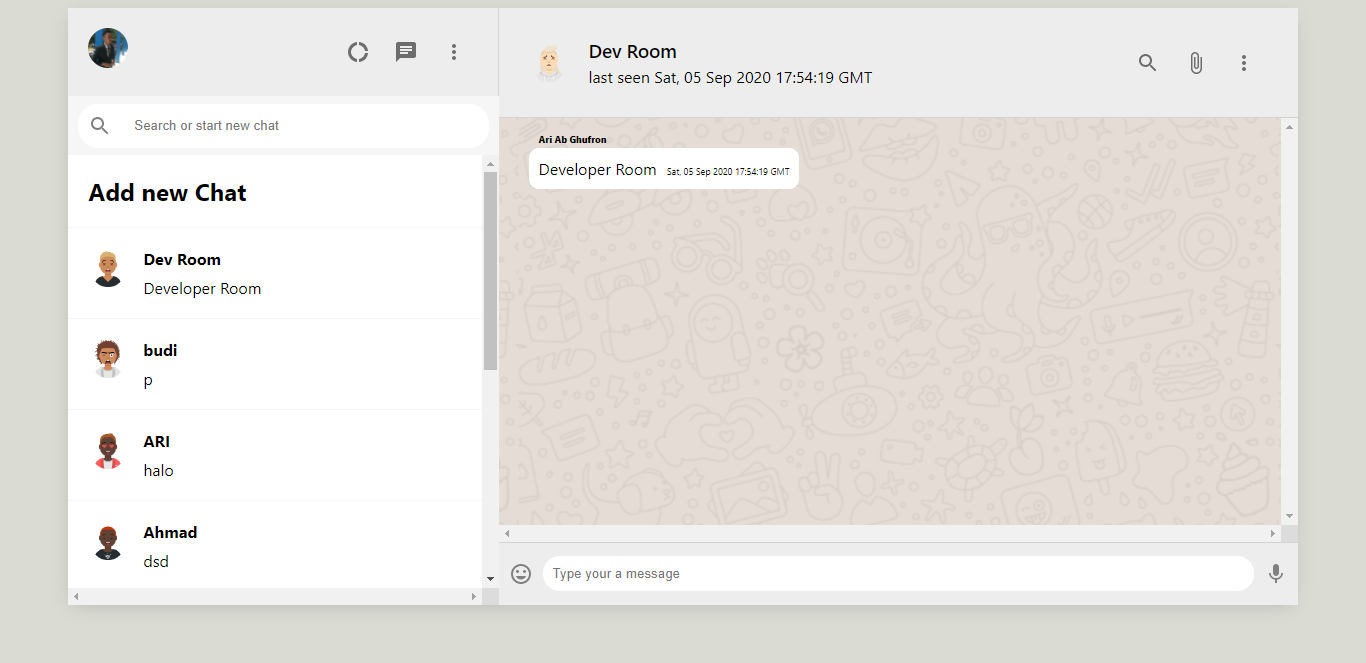 Search or start new chat
Add new Chat
Dev Room
Developer Room
budi
p
ARI
halo
Ahmad
dsd
Dev Room
last seen Sat, 05 Sep 2020 17:54:19 GMT
Ari Ab Ghufron
Developer Room Sat, 05 Sep 2020 17:54:19 GMT
Type your a message